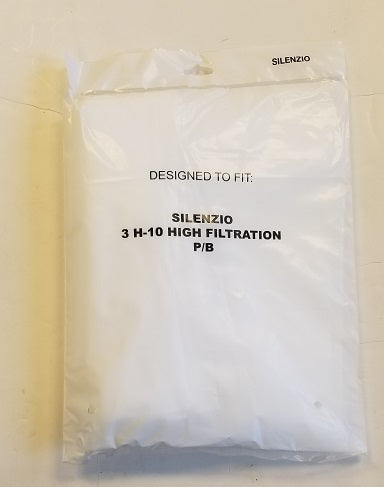 SILENZIO
DESIGNED TO FIT:
SILENZIO
3 H-10 HIGH FILTRATION
P/B